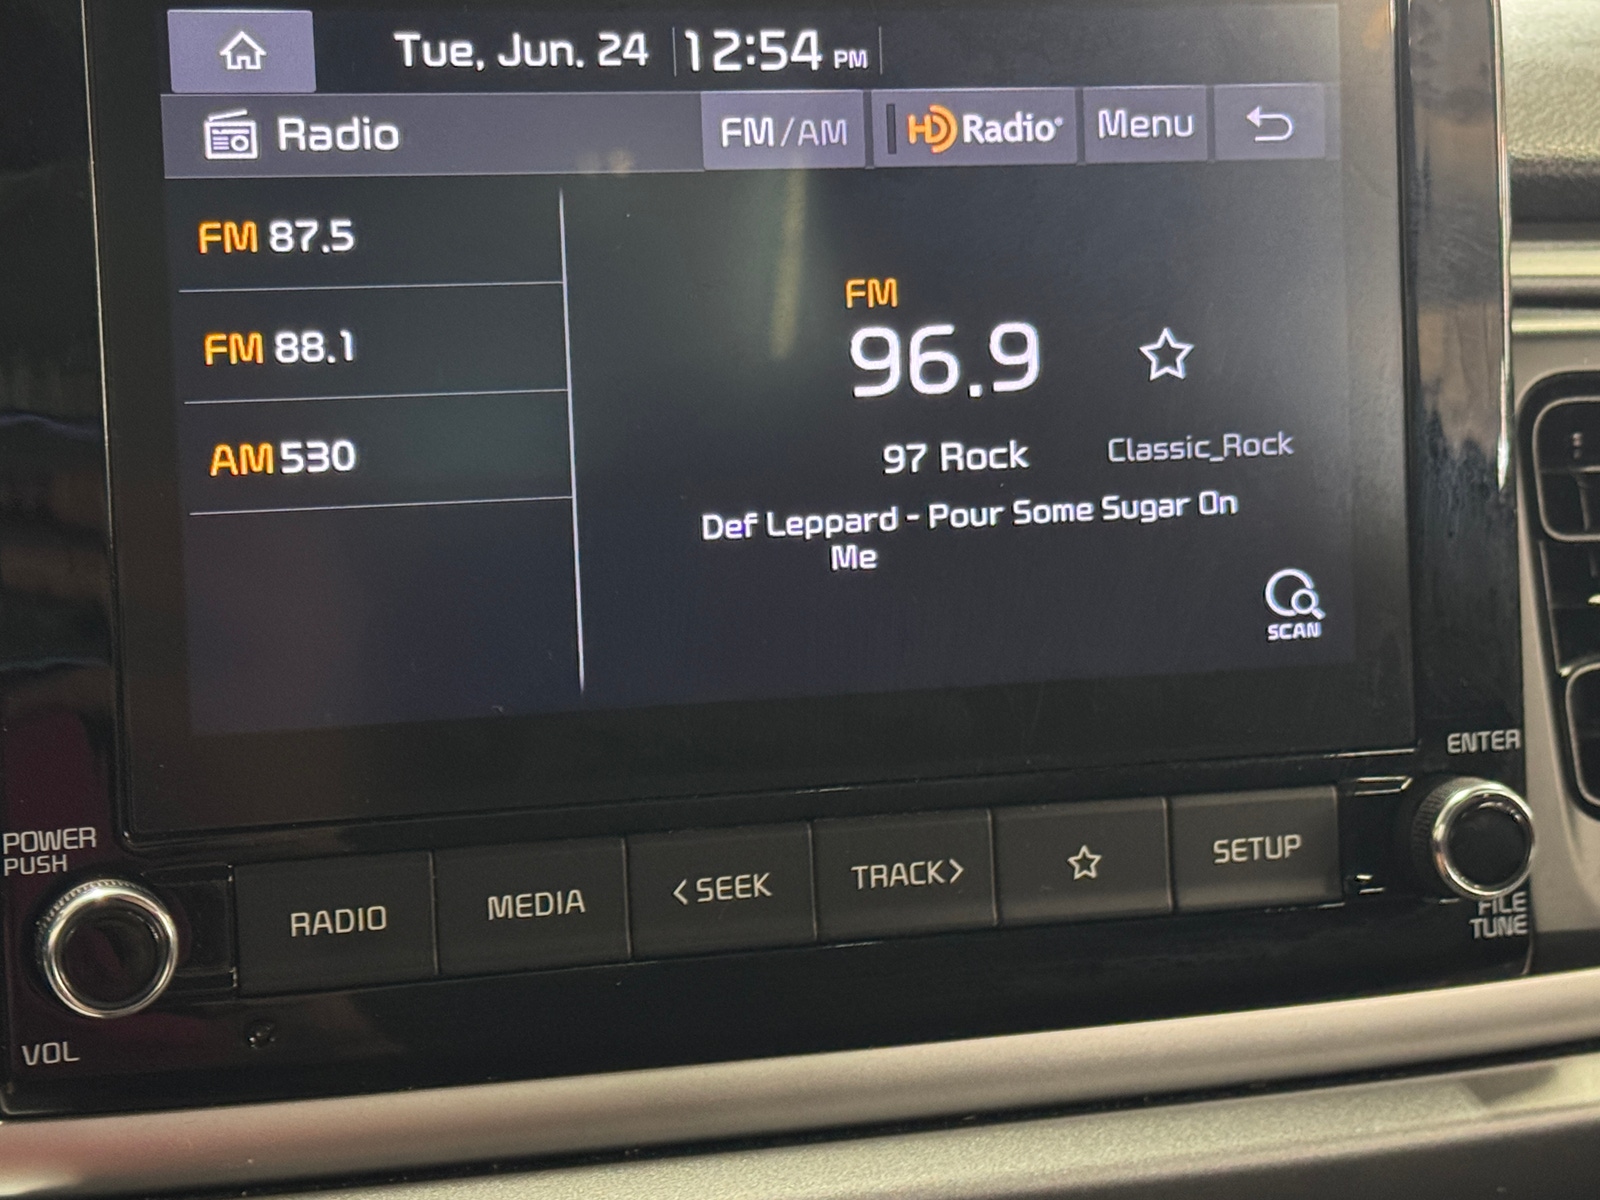 Tue, Jun. 24 12:54 PM
Radio FM/AM HD Radio® Menu
FM 87.5
FM 88.1
AM 530
FM
96.9
97 Rock Classic_Rock
Def Leppard - Pour Some Sugar On
Me
SCAN
ENTER
POWER
PUSH
RADIO MEDIA <SEEK TRACK> SETUP
FILE
TUNE
VOL